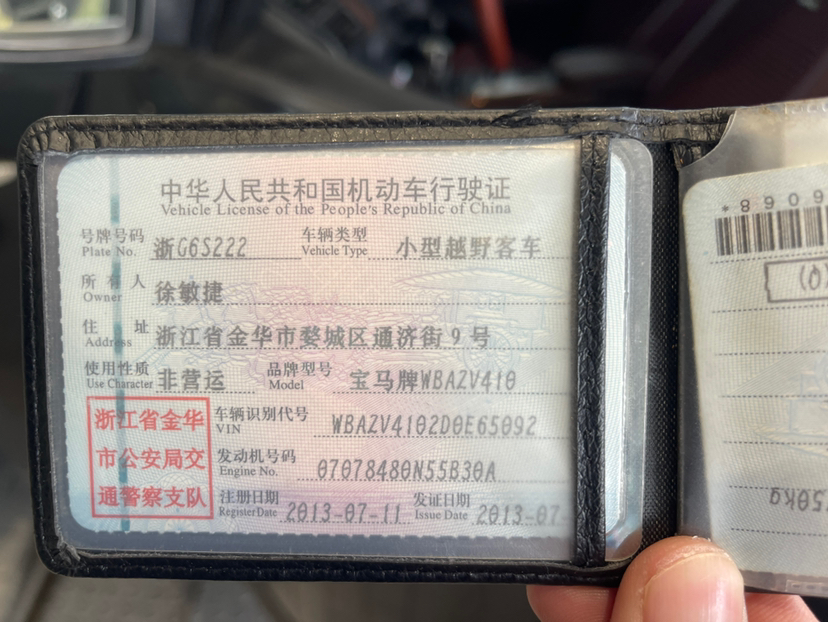 中华人民共和国机动车行驶证
Vehicle License of the People's Republic of China
号牌号码 Plate No. 浙G6S222 车辆类型 Vehicle Type 小型越野客车
所有人 Owner 徐敏捷
住址 Address 浙江省金华市婺城区通济街9号
使用性质 Use Character 非营运 品牌型号 Model 宝马牌WBAZV410
车辆识别代号 VIN WBAZV4102D0E65092
发动机号码 Engine No. 07078480N55B30A
注册日期 Register Date 2013-07-11 发证日期 Issue Date 2013-07-
浙江省金华
市公安局交
通警察支队